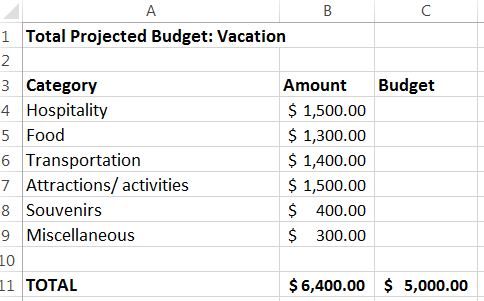 A B C
1 Total Projected Budget: Vacation
2
3 Category Amount Budget
4 Hospitality $ 1,500.00
5 Food $ 1,300.00
6 Transportation $ 1,400.00
7 Attractions/ activities $ 1,500.00
8 Souvenirs $ 400.00
9 Miscellaneous $ 300.00
10
11 TOTAL $ 6,400.00 $ 5,000.00